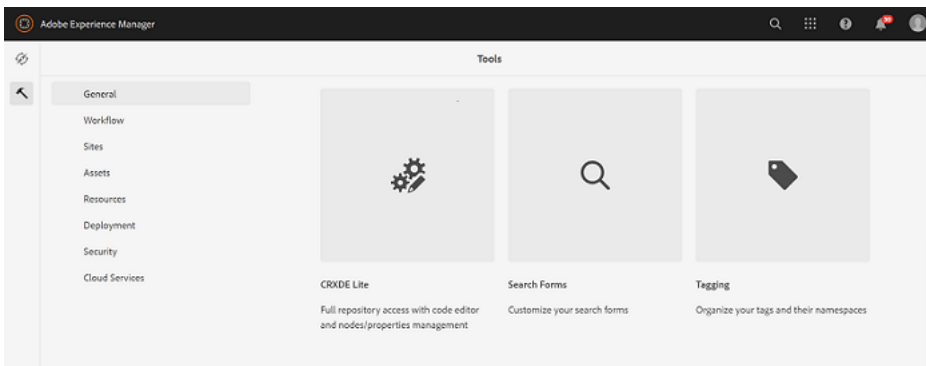 Adobe Experience Manager
Tools
General
Workflow
Sites
Assets
Resources
Deployment
Security
Cloud Services
CRXDE Lite
Full repository access with code editor
and nodes/properties management
Search Forms
Customize your search forms
Tagging
Organize your tags and their namespaces